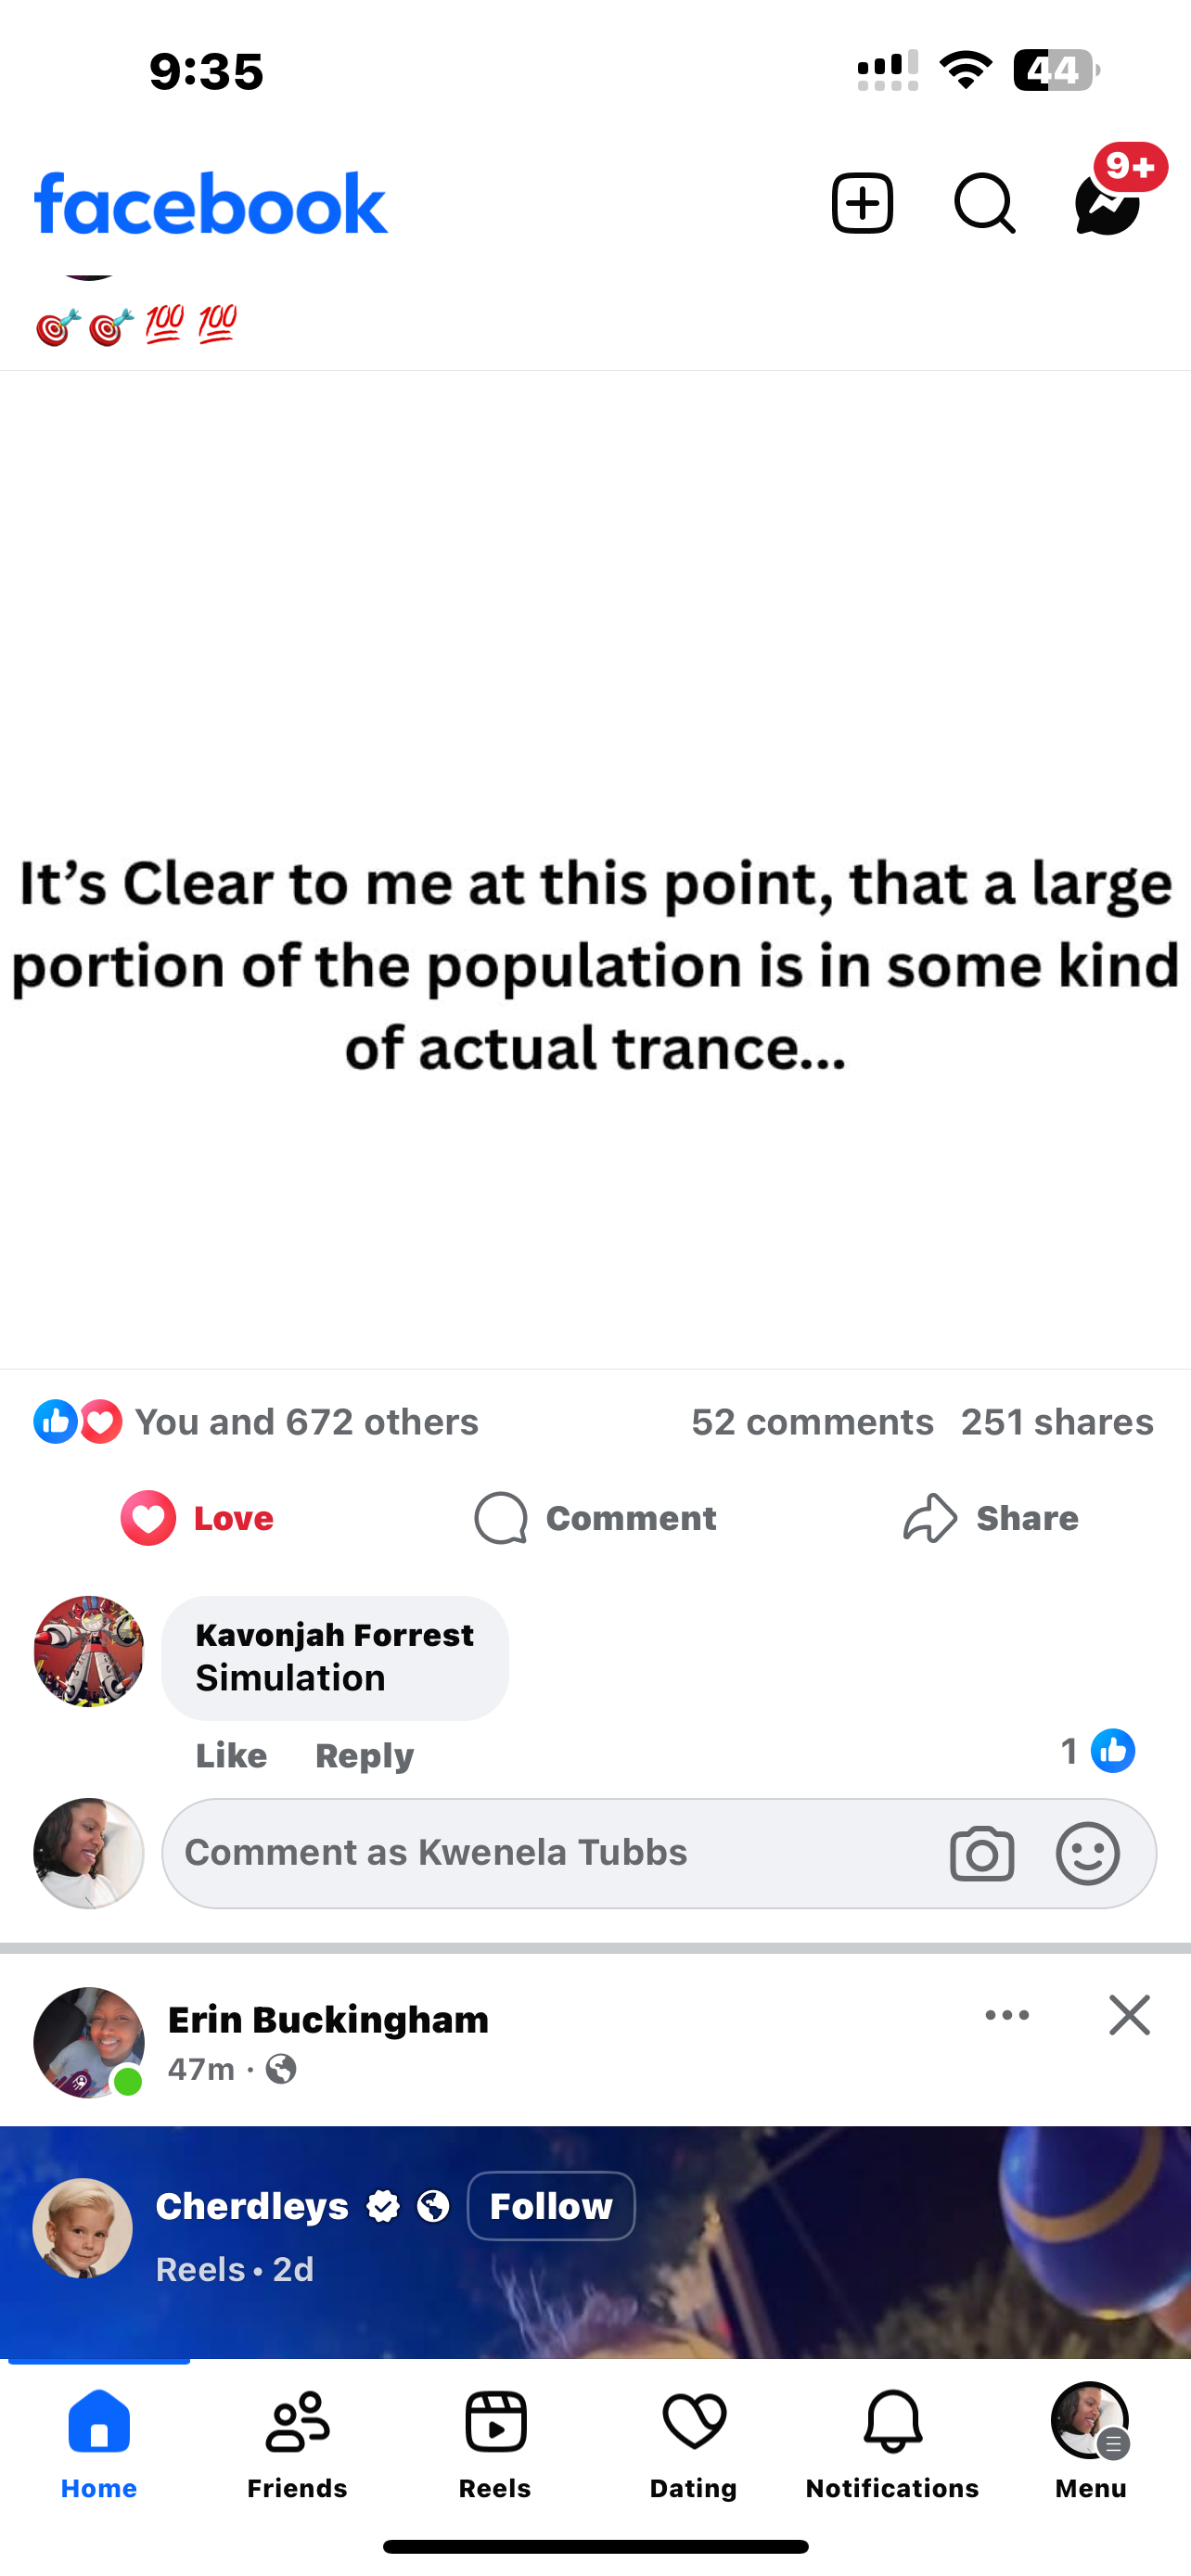 9:35
44
facebook
9+
🎯🎯💯💯
It’s Clear to me at this point, that a large
portion of the population is in some kind
of actual trance...
You and 672 others 52 comments 251 shares
Love Comment Share
Kavonjah Forrest
Simulation
Like Reply 1
Comment as Kwenela Tubbs
Erin Buckingham
47m ·
Cherdleys Follow
Reels • 2d
Home Friends Reels Dating Notifications Menu